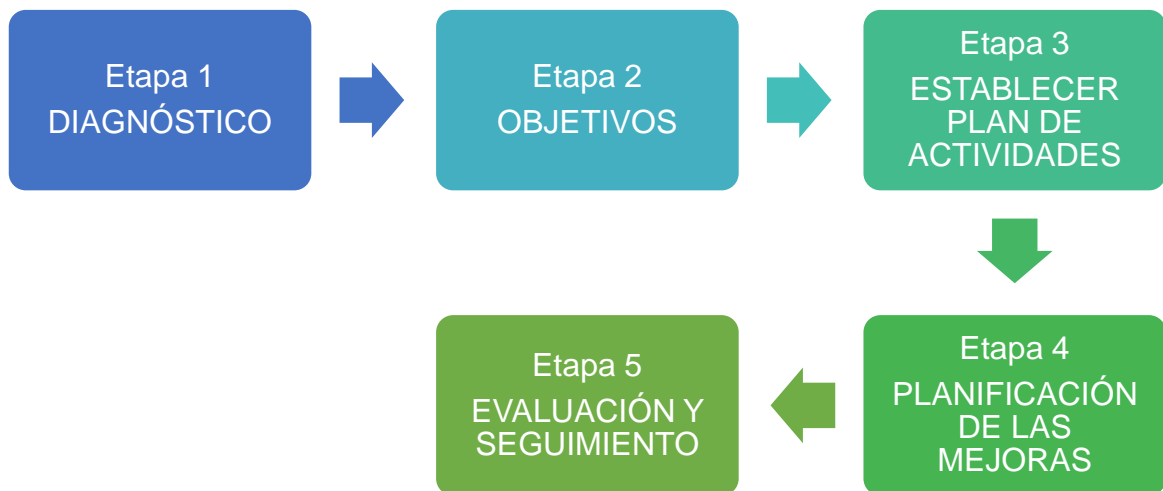 Etapa 1
DIAGNÓSTICO
Etapa 2
OBJETIVOS
Etapa 3
ESTABLECER
PLAN DE
ACTIVIDADES
Etapa 4
PLANIFICACIÓN
DE LAS
MEJORAS
Etapa 5
EVALUACIÓN Y
SEGUIMIENTO